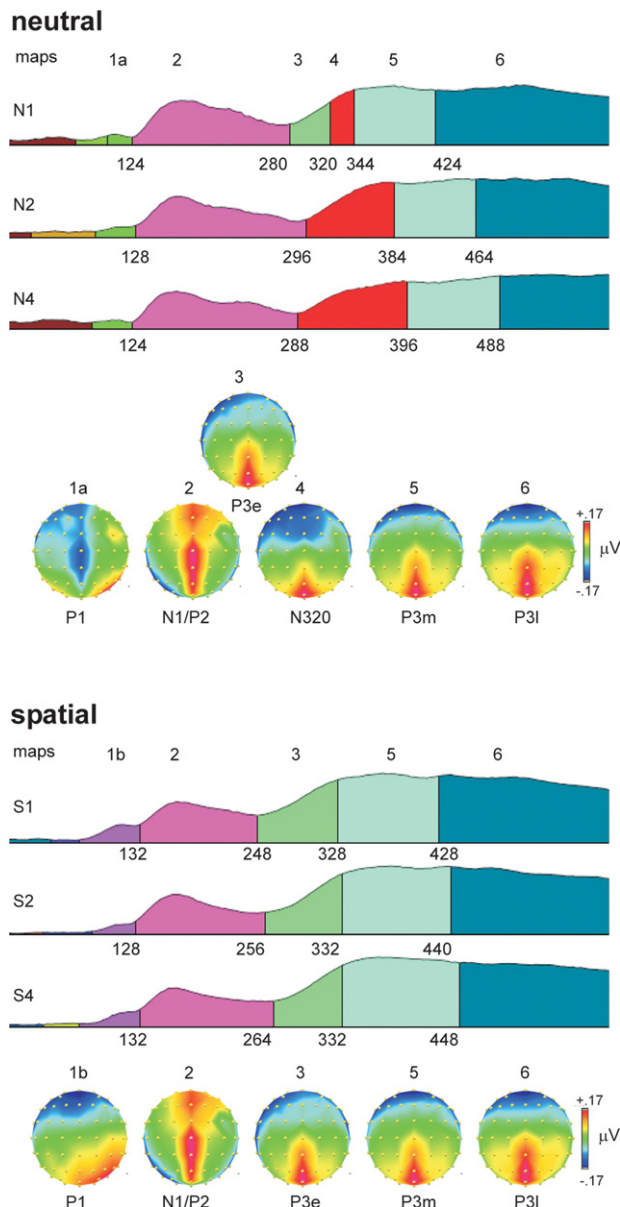 neutral
maps 1a 2 3 4 5 6
N1
124 280 320 344 424
N2
128 296 384 464
N4
124 288 396 488
3
P3e
1a 2 4 5 6
+.17
μV
-.17
P1 N1/P2 N320 P3m P3l
spatial
maps 1b 2 3 5 6
S1
132 248 328 428
S2
128 256 332 440
S4
132 264 332 448
1b 2 3 5 6
+.17
μV
-.17
P1 N1/P2 P3e P3m P3l